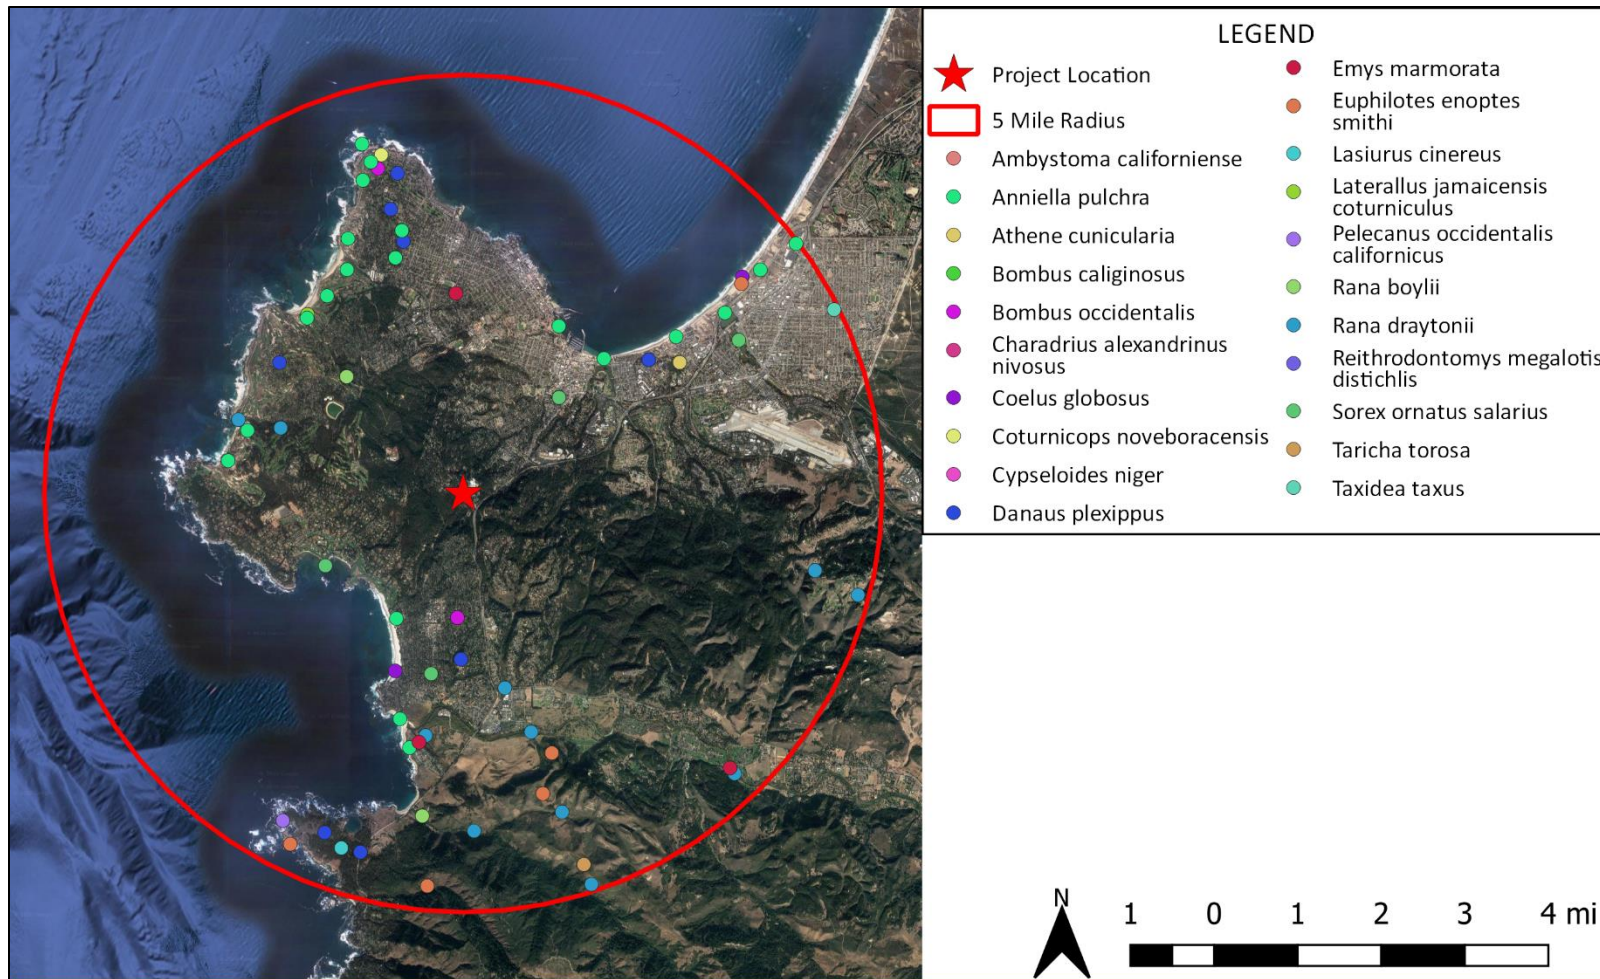 LEGEND
Project Location
5 Mile Radius
Ambystoma californiense
Anniella pulchra
Athene cunicularia
Bombus caliginosus
Bombus occidentalis
Charadrius alexandrinus
nivosus
Coelus globosus
Coturnicops noveboracensis
Cypseloides niger
Danaus plexippus
Emys marmorata
Euphilotes enoptes
smithi
Lasiurus cinereus
Laterallus jamaicensis
coturniculus
Pelecanus occidentalis
californicus
Rana boylii
Rana draytonii
Reithrodontomys megalotis
distichlis
Sorex ornatus salarius
Taricha torosa
Taxidea taxus
N
1 0 1 2 3 4 mi